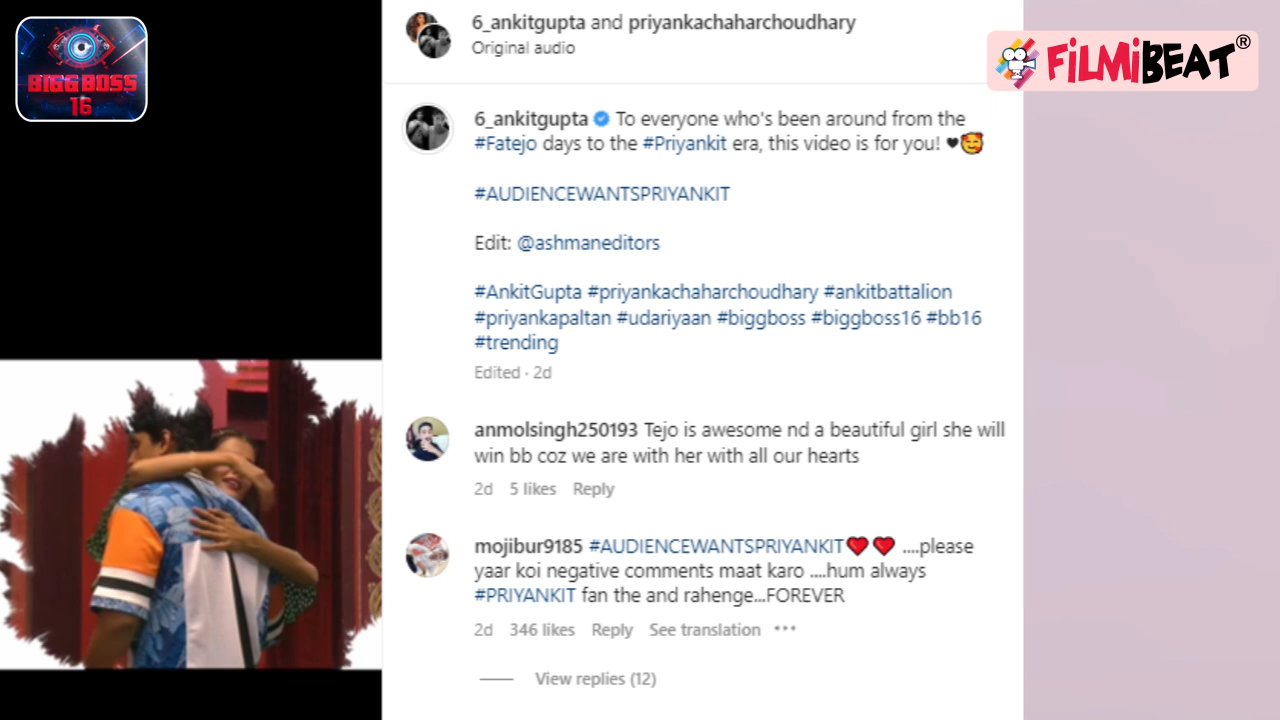 BIGG BOSS
16
6_ankitgupta and priyankachaharchoudhary
Original audio
FiLMiBEAT®
6_ankitgupta To everyone who's been around from the
#Fatejo days to the #Priyankit era, this video is for you! ♥🥰
#AUDIENCEWANTSPRIYANKIT
Edit: @ashmaneditors
#AnkitGupta #priyankachaharchoudhary #ankitbattalion
#priyankapaltan #udariyaan #biggboss #biggboss16 #bb16
#trending
Edited · 2d
anmolsingh250193 Tejo is awesome nd a beautiful girl she will
win bb coz we are with her with all our hearts
2d 5 likes Reply
mojibur9185 #AUDIENCEWANTSPRIYANKIT❤️❤️ ....please
yaar koi negative comments maat karo ....hum always
#PRIYANKIT fan the and rahenge...FOREVER
2d 346 likes Reply See translation •••
View replies (12)